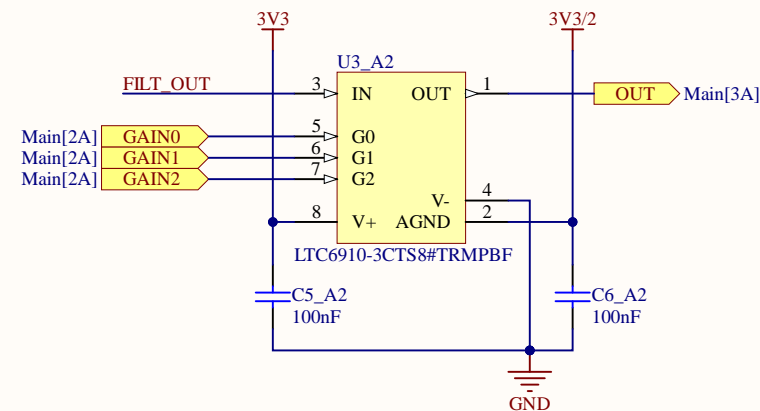 3V3
3V3/2
U3_A2
FILT_OUT
3
IN
OUT
1
OUT
Main[3A]
Main[2A]
GAIN0
5
G0
Main[2A]
GAIN1
6
G1
Main[2A]
GAIN2
7
G2
V-
4
8
V+
AGND
2
LTC6910-3CTS8#TRMPBF
C5_A2
100nF
C6_A2
100nF
GND